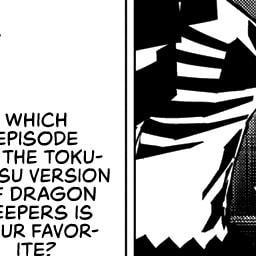 WHICH
EPISODE
THE TOKU-
SU VERSION
DRAGON
EEPERS IS
UR FAVOR-
ITE?